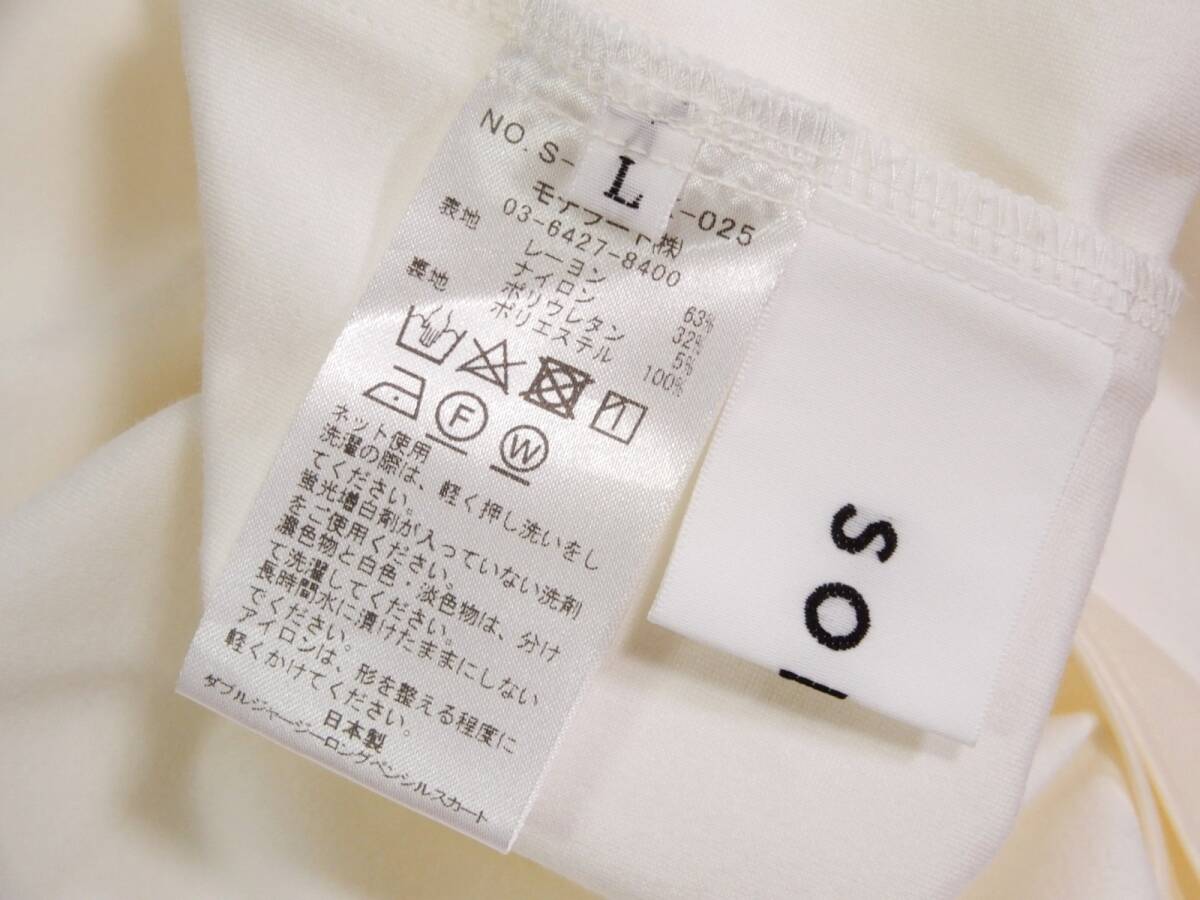 NO. S-
L
-025
モアプード㈱
03-6427-8400
表地 レーヨン 63%
ナイロン 32%
ポリウレタン 5%
裏地 ポリエステル 100%
F
W
ネット使用
洗濯の際は、軽く押し洗いをし
てください。
蛍光増白剤が入っていない洗剤
をご使用ください。
濃色物と白色・淡色物は、分け
て洗濯してください。
長時間水に漬けたままにしない
でください。
アイロンは、形を整える程度に
軽くかけてください。
日本製
ダブルジャージーロングペンシルスカート
SO